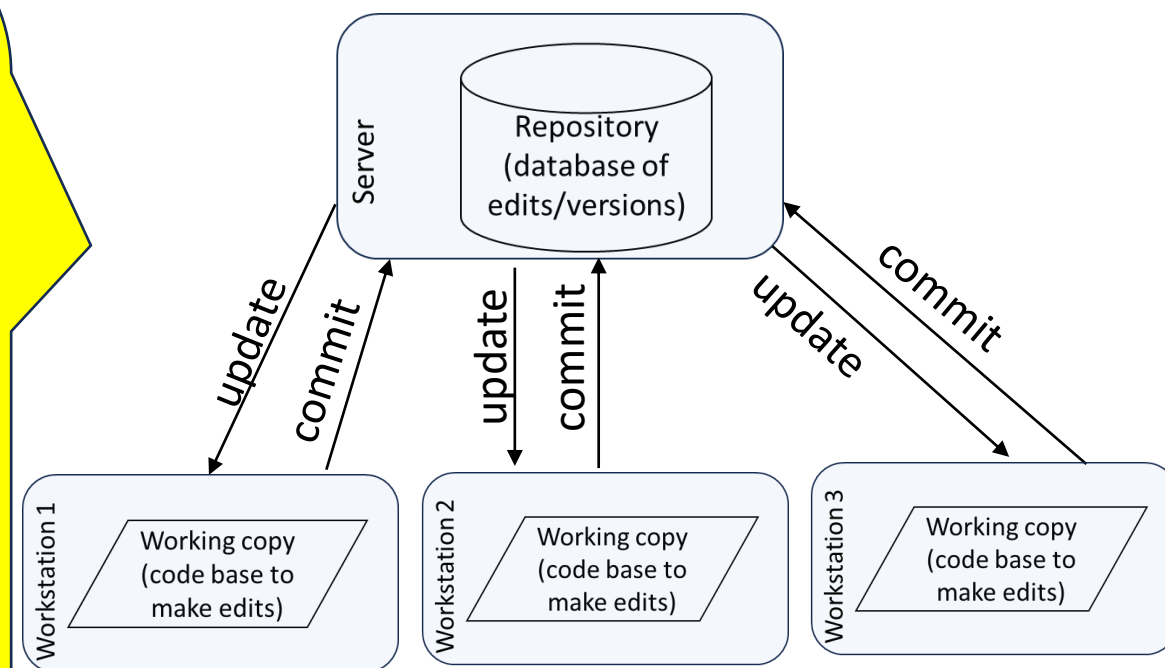 Server
Repository
(database of
edits/versions)
update
commit
update
commit
update
commit
Workstation 1
Working copy
(code base to
make edits)
Workstation 2
Working copy
(code base to
make edits)
Workstation 3
Working copy
(code base to
make edits)